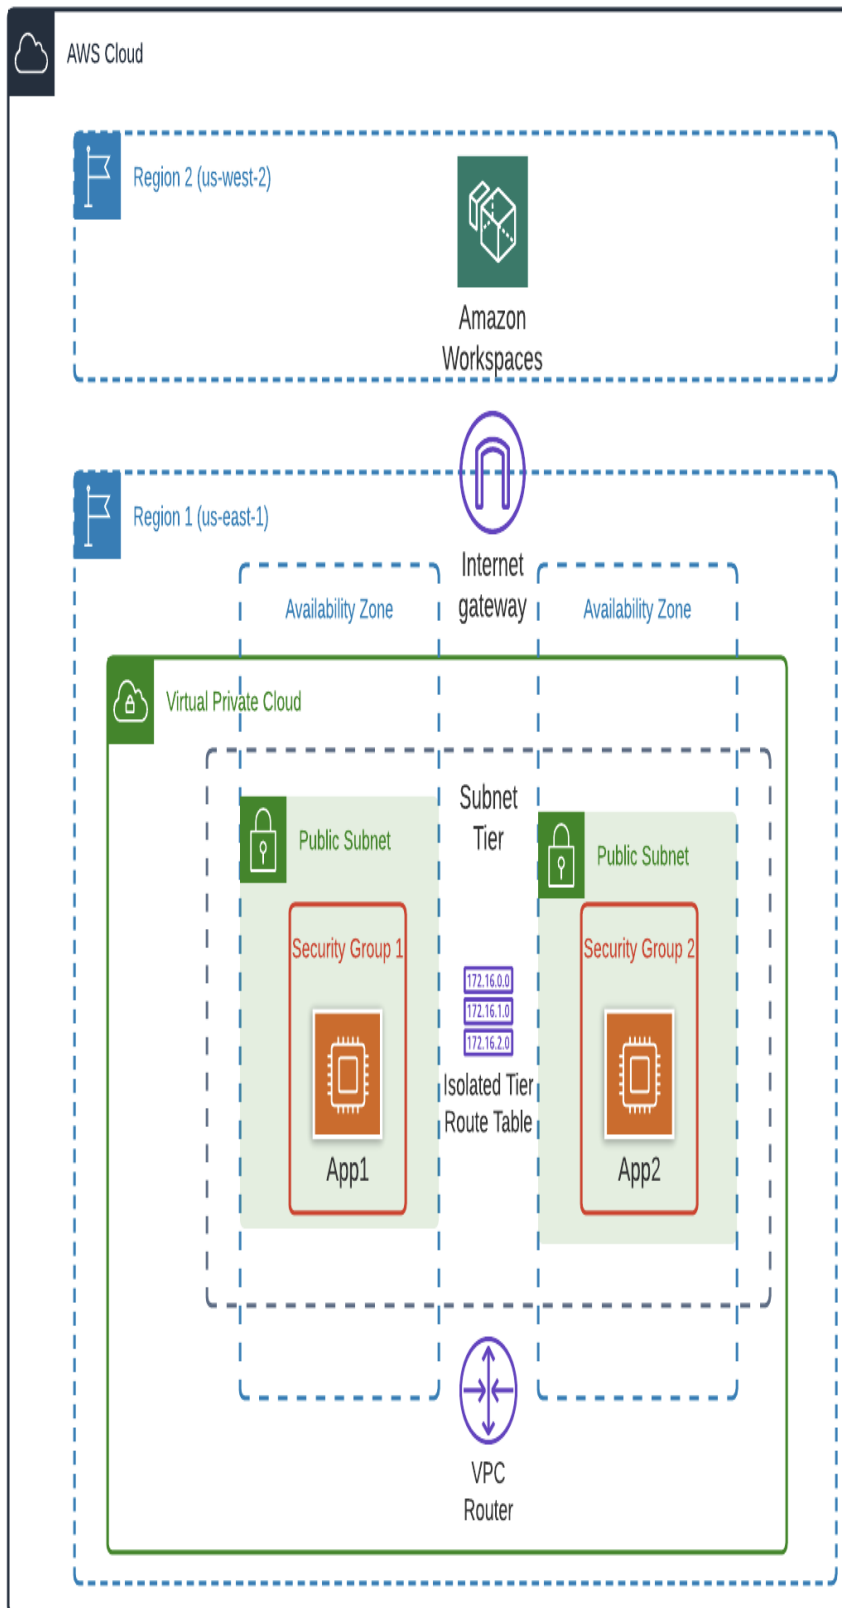 AWS Cloud
Region 2 (us-west-2)
Amazon
Workspaces
Region 1 (us-east-1)
Internet
gateway
Availability Zone
Availability Zone
Virtual Private Cloud
Subnet
Tier
Public Subnet
Public Subnet
Security Group 1
Security Group 2
172.16.0.0
172.16.1.0
172.16.2.0
Isolated Tier
Route Table
App1
App2
VPC
Router